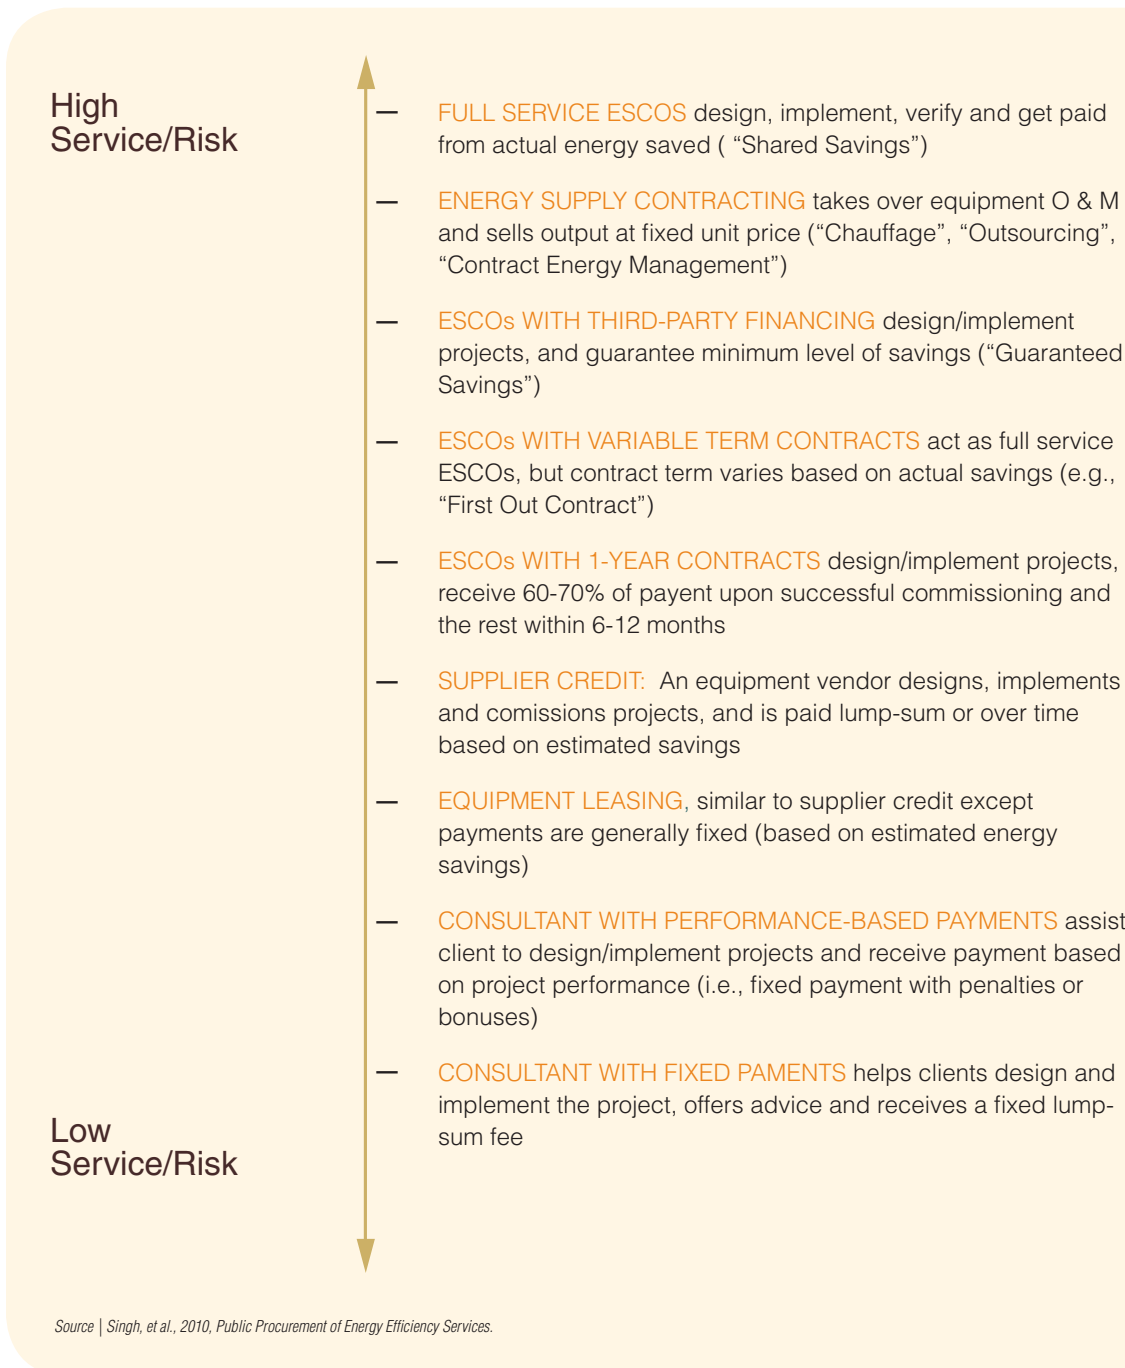 High
Service/Risk
FULL SERVICE ESCOS design, implement, verify and get paid
from actual energy saved ( “Shared Savings”)
ENERGY SUPPLY CONTRACTING takes over equipment O & M
and sells output at fixed unit price (“Chauffage”, “Outsourcing”,
“Contract Energy Management”)
ESCOs WITH THIRD-PARTY FINANCING design/implement
projects, and guarantee minimum level of savings (“Guaranteed
Savings”)
ESCOs WITH VARIABLE TERM CONTRACTS act as full service
ESCOs, but contract term varies based on actual savings (e.g.,
“First Out Contract”)
ESCOs WITH 1-YEAR CONTRACTS design/implement projects,
receive 60-70% of payent upon successful commissioning and
the rest within 6-12 months
SUPPLIER CREDIT: An equipment vendor designs, implements
and comissions projects, and is paid lump-sum or over time
based on estimated savings
EQUIPMENT LEASING, similar to supplier credit except
payments are generally fixed (based on estimated energy
savings)
CONSULTANT WITH PERFORMANCE-BASED PAYMENTS assist
client to design/implement projects and receive payment based
on project performance (i.e., fixed payment with penalties or
bonuses)
CONSULTANT WITH FIXED PAMENTS helps clients design and
implement the project, offers advice and receives a fixed lump-
sum fee
Low
Service/Risk
Source | Singh, et al., 2010, Public Procurement of Energy Efficiency Services.